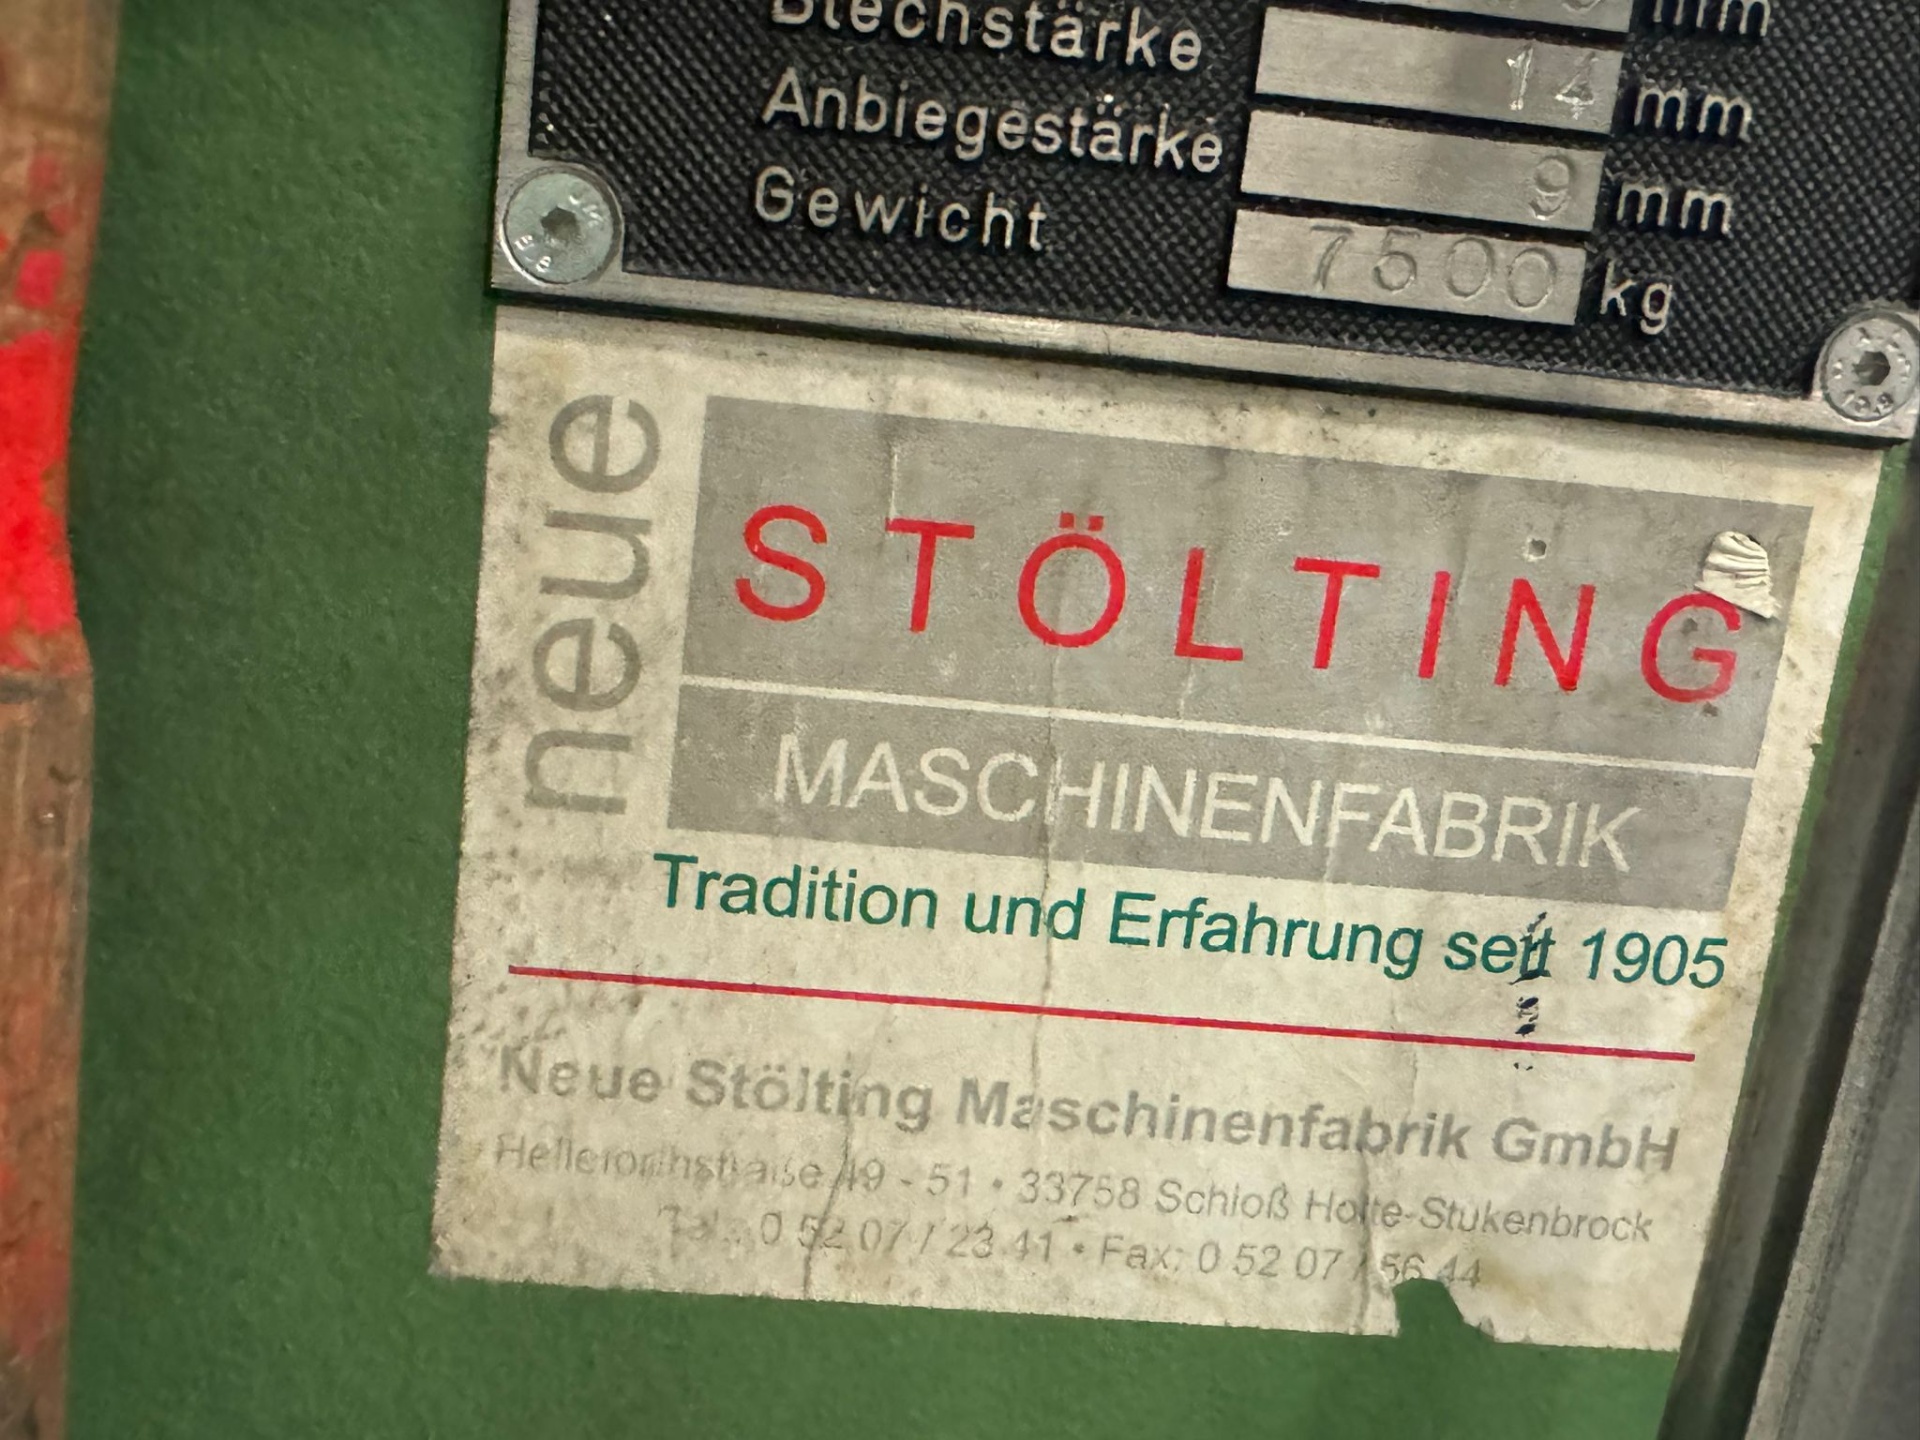 mm
Blechstärke 14 mm
Anbiegestärke 9 mm
Gewicht 7500 kg
neue
STÖLTING
MASCHINENFABRIK
Tradition und Erfahrung seit 1905
Neue Stölting Maschinenfabrik GmbH
49 - 51 • 33758 Schloß Holte-Stukenbrock
Tel.: 0 52 07 / 23 41 • Fax: 0 52 07 / 56 44